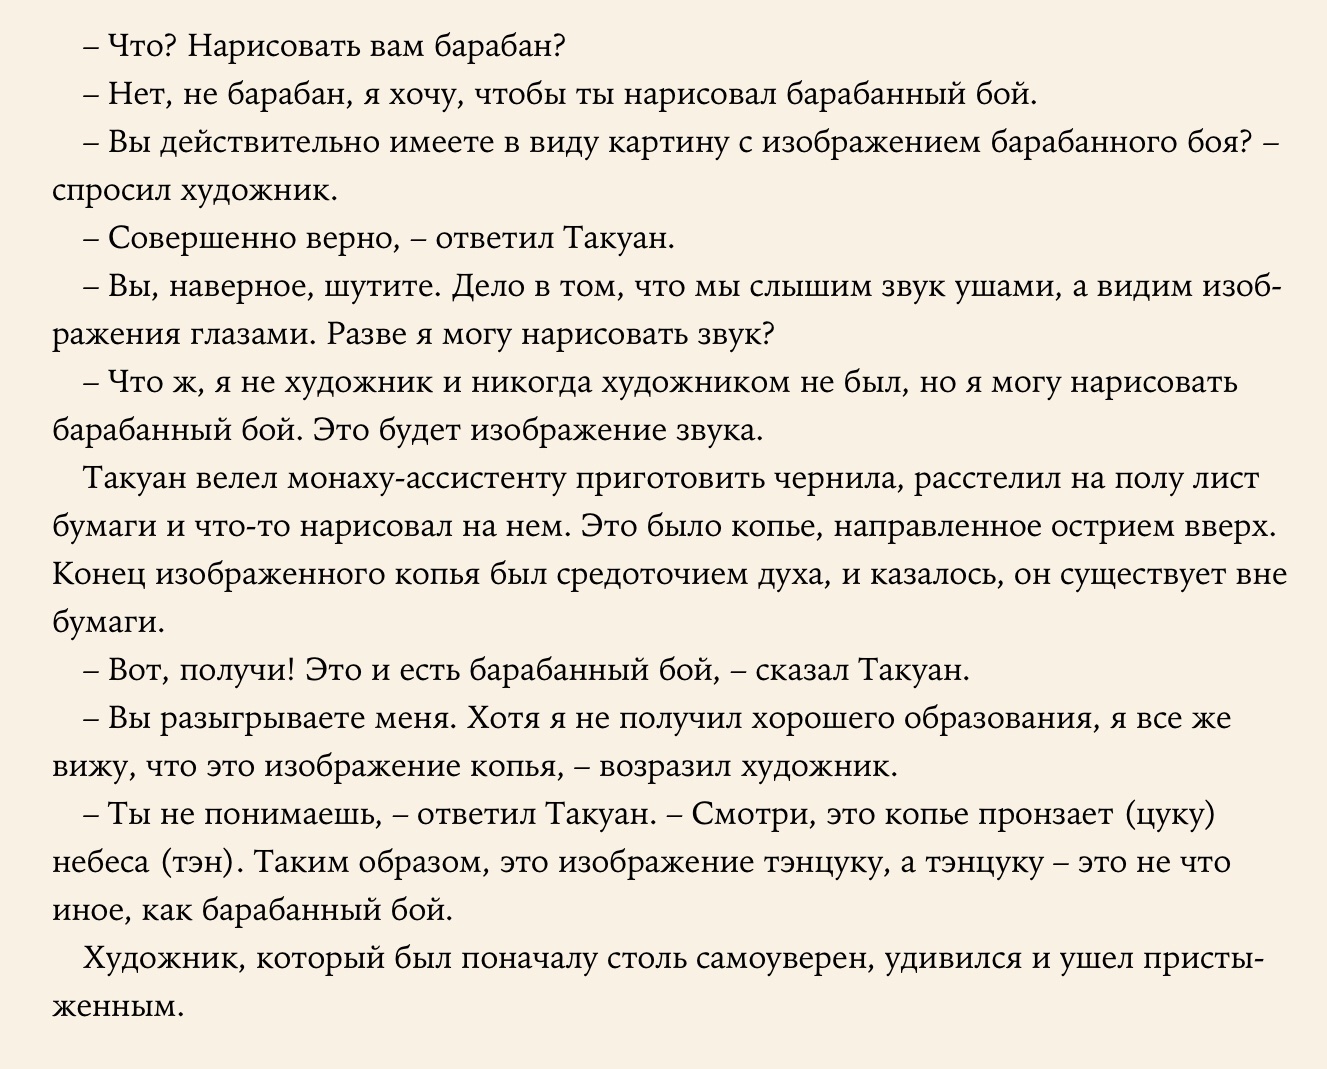 – Что? Нарисовать вам барабан?
– Нет, не барабан, я хочу, чтобы ты нарисовал барабанный бой.
– Вы действительно имеете в виду картину с изображением барабанного боя? –
спросил художник.
– Совершенно верно, – ответил Такуан.
– Вы, наверное, шутите. Дело в том, что мы слышим звук ушами, а видим изоб-
ражения глазами. Разве я могу нарисовать звук?
– Что ж, я не художник и никогда художником не был, но я могу нарисовать
барабанный бой. Это будет изображение звука.
Такуан велел монаху-ассистенту приготовить чернила, расстелил на полу лист
бумаги и что-то нарисовал на нем. Это было копье, направленное острием вверх.
Конец изображенного копья был средоточием духа, и казалось, он существует вне
бумаги.
– Вот, получи! Это и есть барабанный бой, – сказал Такуан.
– Вы разыгрываете меня. Хотя я не получил хорошего образования, я все же
вижу, что это изображение копья, – возразил художник.
– Ты не понимаешь, – ответил Такуан. – Смотри, это копье пронзает (цуку)
небеса (тэн). Таким образом, это изображение тэнцуку, а тэнцуку – это не что
иное, как барабанный бой.
Художник, который был поначалу столь самоуверен, удивился и ушел присты-
женным.